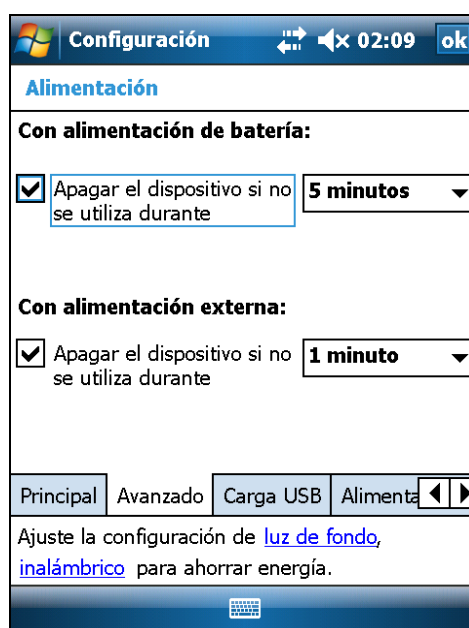 Configuración 02:09 ok
Alimentación
Con alimentación de batería:
Apagar el dispositivo si no 5 minutos
se utiliza durante
Con alimentación externa:
Apagar el dispositivo si no 1 minuto
se utiliza durante
Principal Avanzado Carga USB Alimenta
Ajuste la configuración de luz de fondo,
inalámbrico para ahorrar energía.